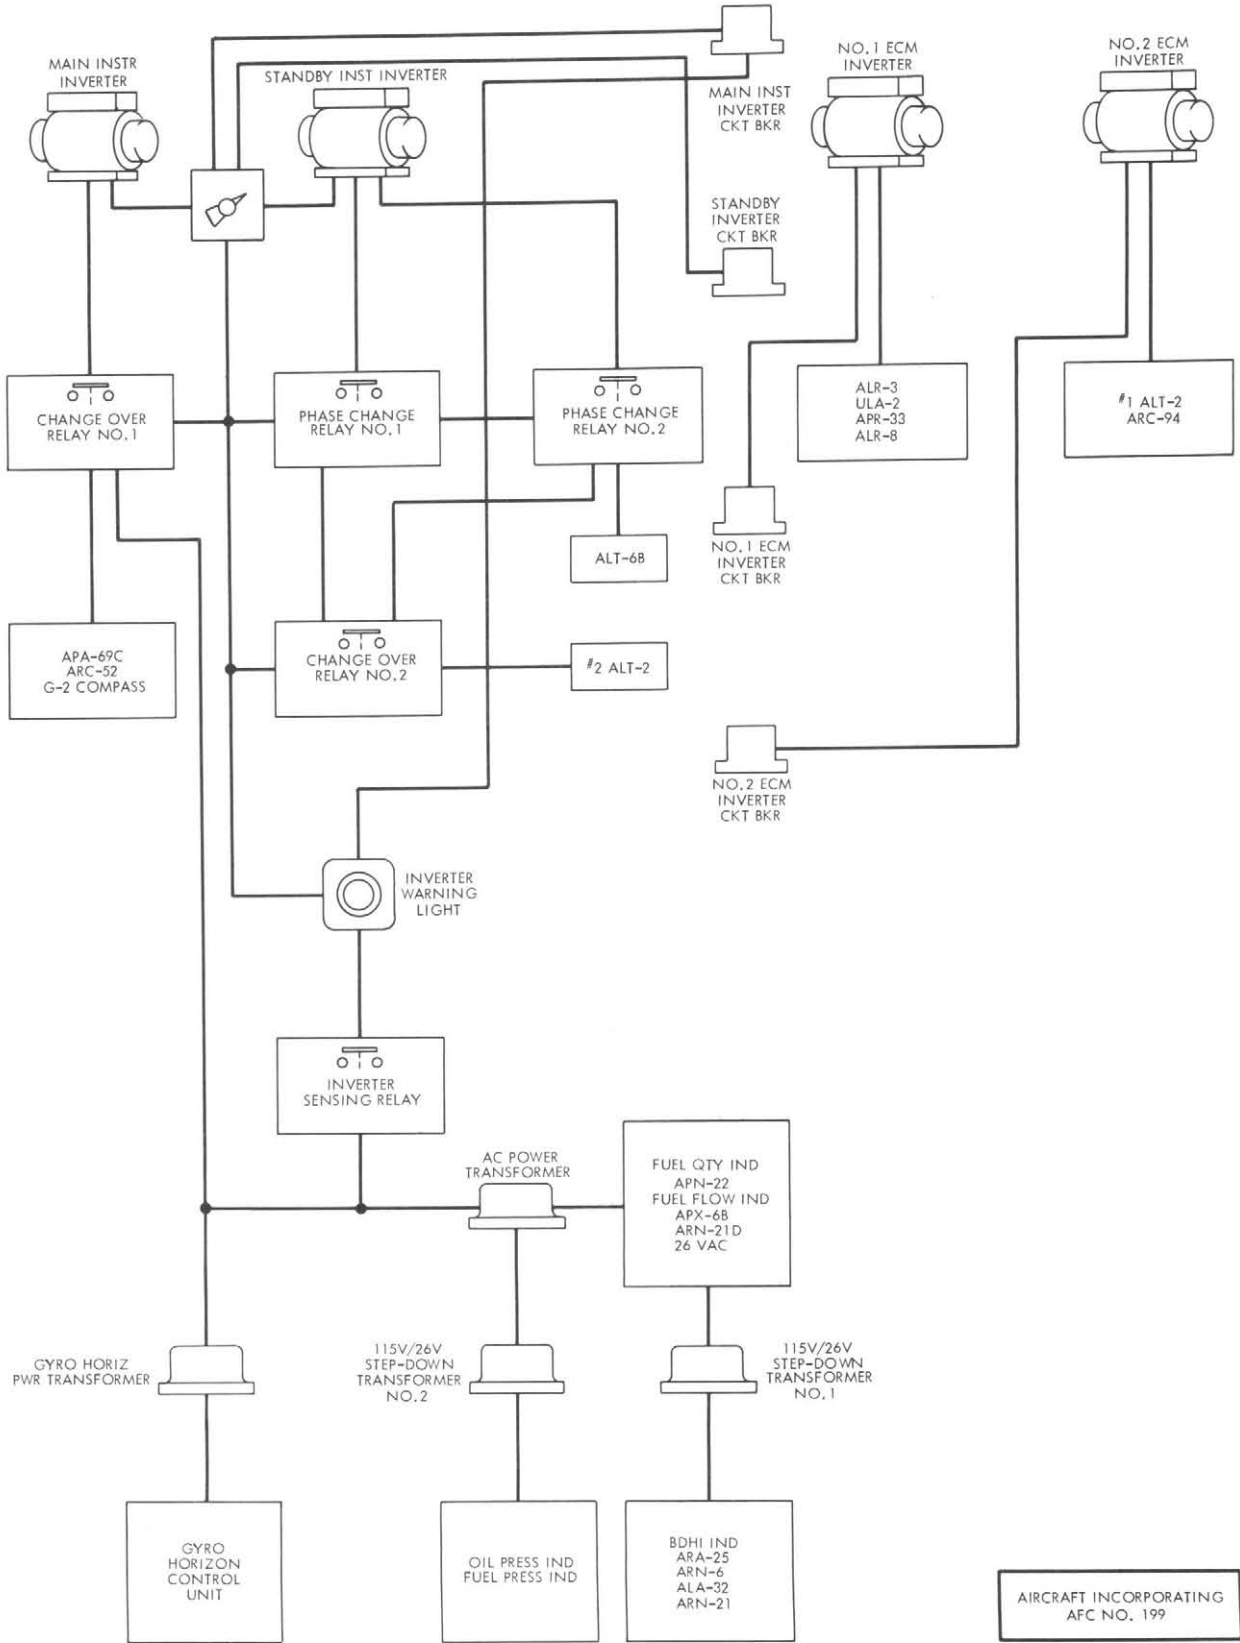 MAIN INSTR
INVERTER
STANDBY INST INVERTER
MAIN INST
INVERTER
CKT BKR
NO.1 ECM
INVERTER
NO.2 ECM
INVERTER
STANDBY
INVERTER
CKT BKR
CHANGE OVER
RELAY NO.1
PHASE CHANGE
RELAY NO.1
PHASE CHANGE
RELAY NO.2
ALR-3
ULA-2
APR-33
ALR-8
#1 ALT-2
ARC-94
NO.1 ECM
INVERTER
CKT BKR
ALT-6B
APA-69C
ARC-52
G-2 COMPASS
CHANGE OVER
RELAY NO.2
#2 ALT-2
NO.2 ECM
INVERTER
CKT BKR
INVERTER
WARNING
LIGHT
INVERTER
SENSING RELAY
AC POWER
TRANSFORMER
FUEL QTY IND
APN-22
FUEL FLOW IND
APX-6B
ARN-21D
26 VAC
GYRO HORIZ
PWR TRANSFORMER
115V/26V
STEP-DOWN
TRANSFORMER
NO.2
115V/26V
STEP-DOWN
TRANSFORMER
NO.1
GYRO
HORIZON
CONTROL
UNIT
OIL PRESS IND
FUEL PRESS IND
BDHI IND
ARA-25
ARN-6
ALA-32
ARN-21
AIRCRAFT INCORPORATING
AFC NO. 199